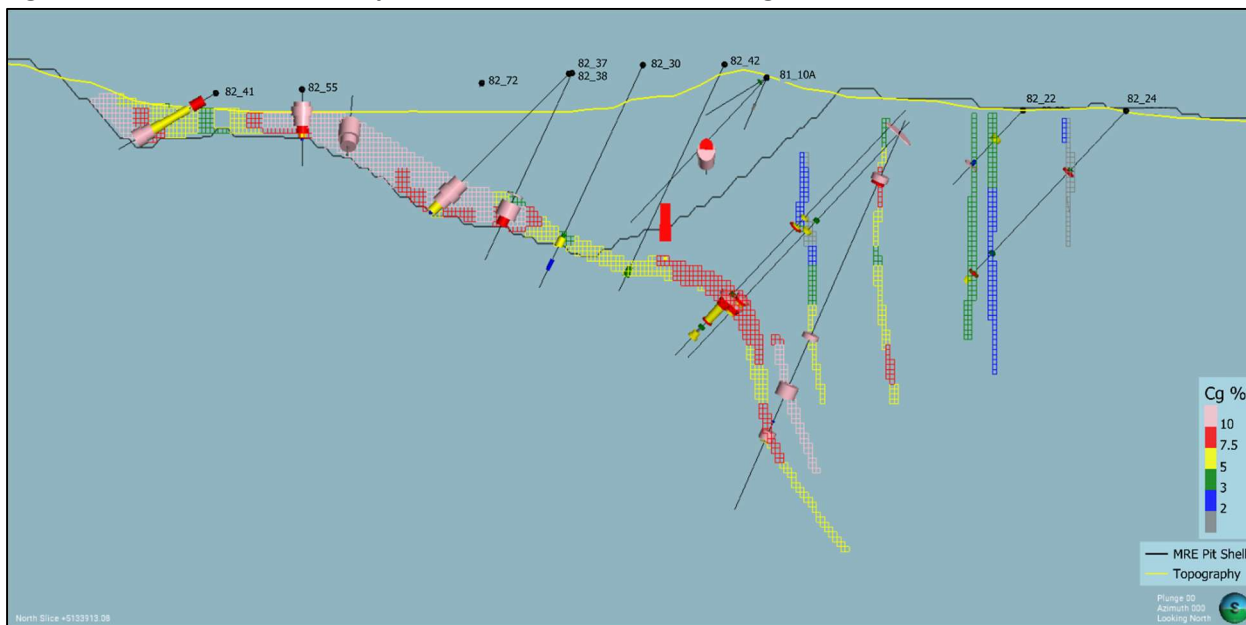 82_41
82_55
82_72
82_37
82_38
82_30
82_42
81_10A
82_22
82_24
Cg %
10
7.5
5
3
2
MRE Pit Shell
Topography
Plunge 00
Azimuth 000
Looking North
S
North Slice +5133913.08